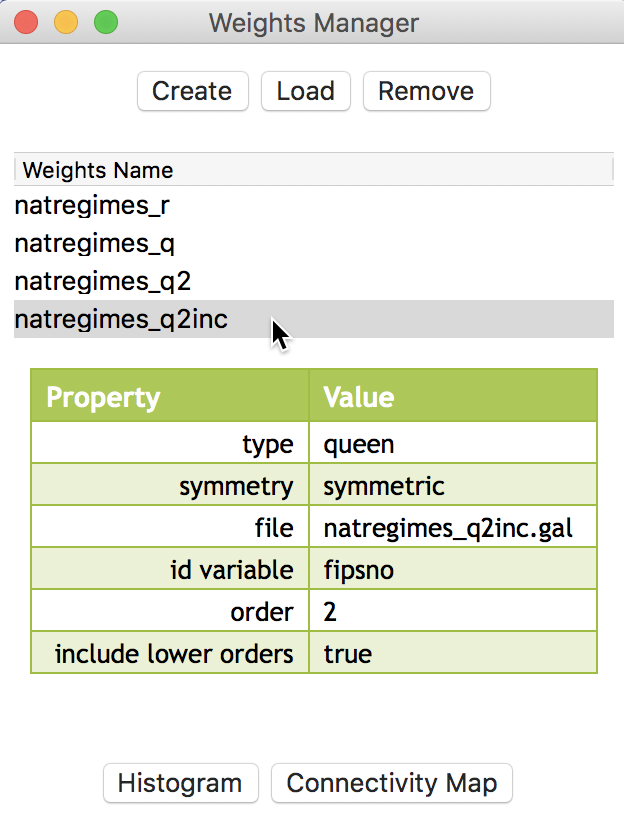 Weights Manager
Create Load Remove
Weights Name
natregimes_r
natregimes_q
natregimes_q2
natregimes_q2inc
Property Value
type queen
symmetry symmetric
file natregimes_q2inc.gal
id variable fipsno
order 2
include lower orders true
Histogram Connectivity Map